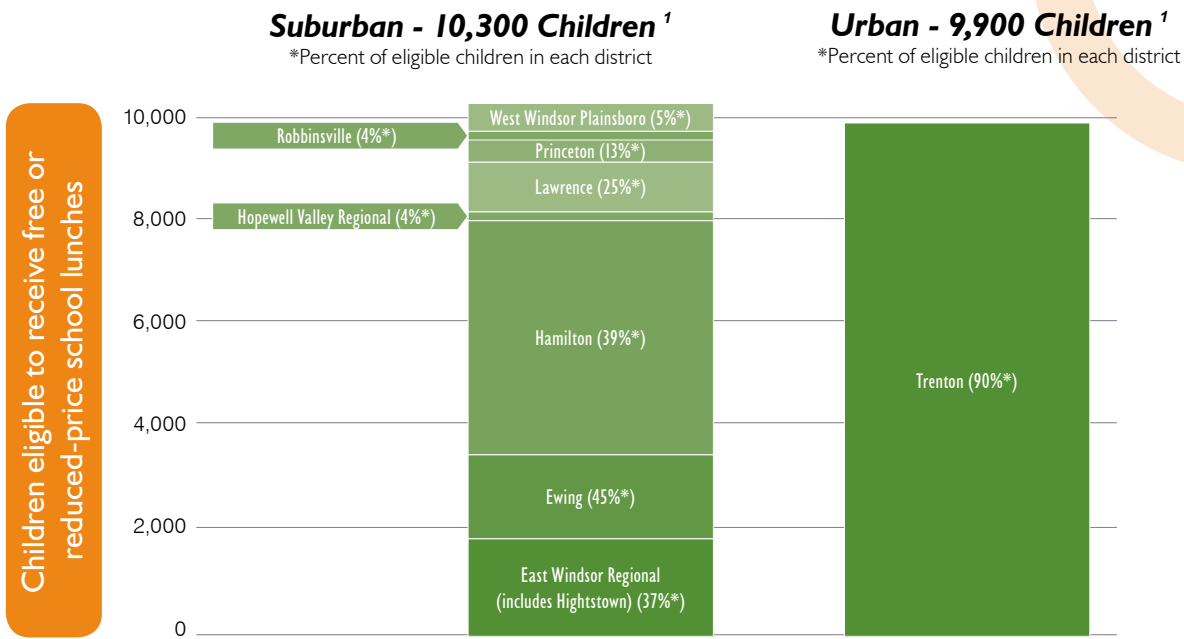 Suburban - 10,300 Children ¹
*Percent of eligible children in each district
Urban - 9,900 Children ¹
*Percent of eligible children in each district
Children eligible to receive free or
reduced-price school lunches
10,000
8,000
6,000
4,000
2,000
0
Robbinsville (4%*)
Hopewell Valley Regional (4%*)
West Windsor Plainsboro (5%*)
Princeton (13%*)
Lawrence (25%*)
Hamilton (39%*)
Ewing (45%*)
East Windsor Regional
(includes Hightstown) (37%*)
Trenton (90%*)